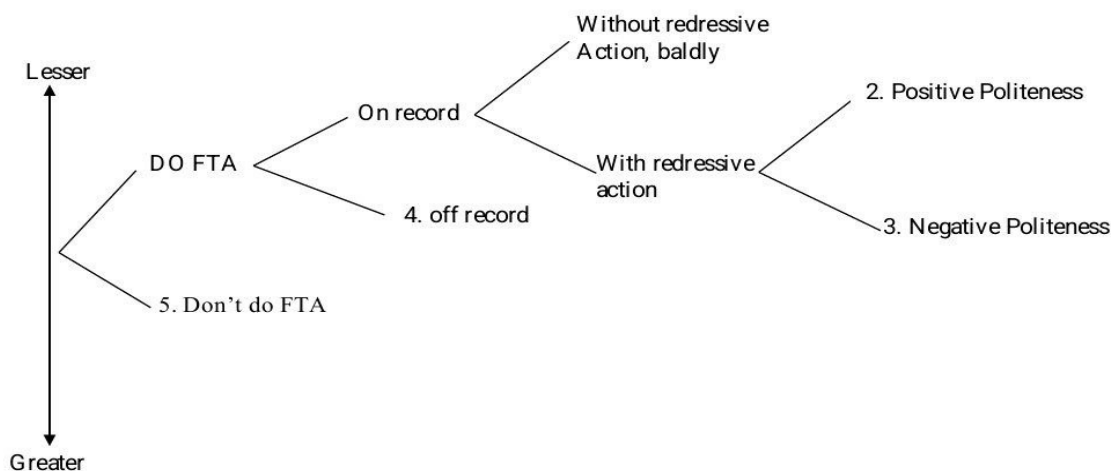 Without redressive
Action, baldly
Lesser
2. Positive Politeness
On record
DO FTA
With redressive
action
4. off record
3. Negative Politeness
5. Don't do FTA
Greater